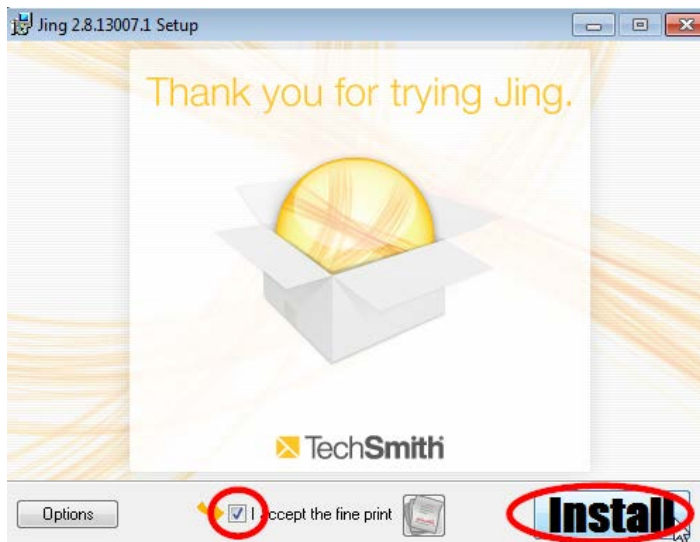 Jing 2.8.13007.1 Setup
Thank you for trying Jing.
TechSmith
Options
I accept the fine print
Install